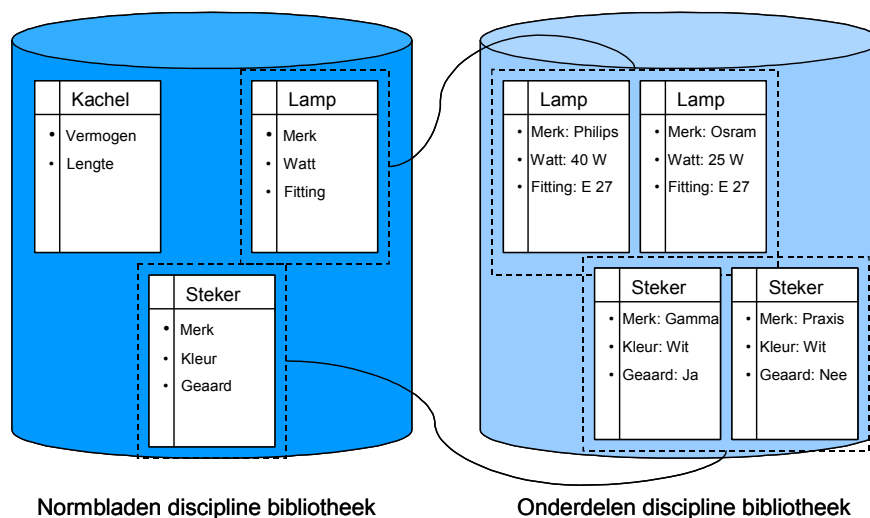 Kachel
• Vermogen
• Lengte
Lamp
• Merk
• Watt
• Fitting
Steker
• Merk
• Kleur
• Geaard
Lamp
• Merk: Philips
• Watt: 40 W
• Fitting: E 27
Lamp
• Merk: Osram
• Watt: 25 W
• Fitting: E 27
Steker
• Merk: Gamma
• Kleur: Wit
• Geaard: Ja
Steker
• Merk: Praxis
• Kleur: Wit
• Geaard: Nee
Normbladen discipline bibliotheek
Onderdelen discipline bibliotheek